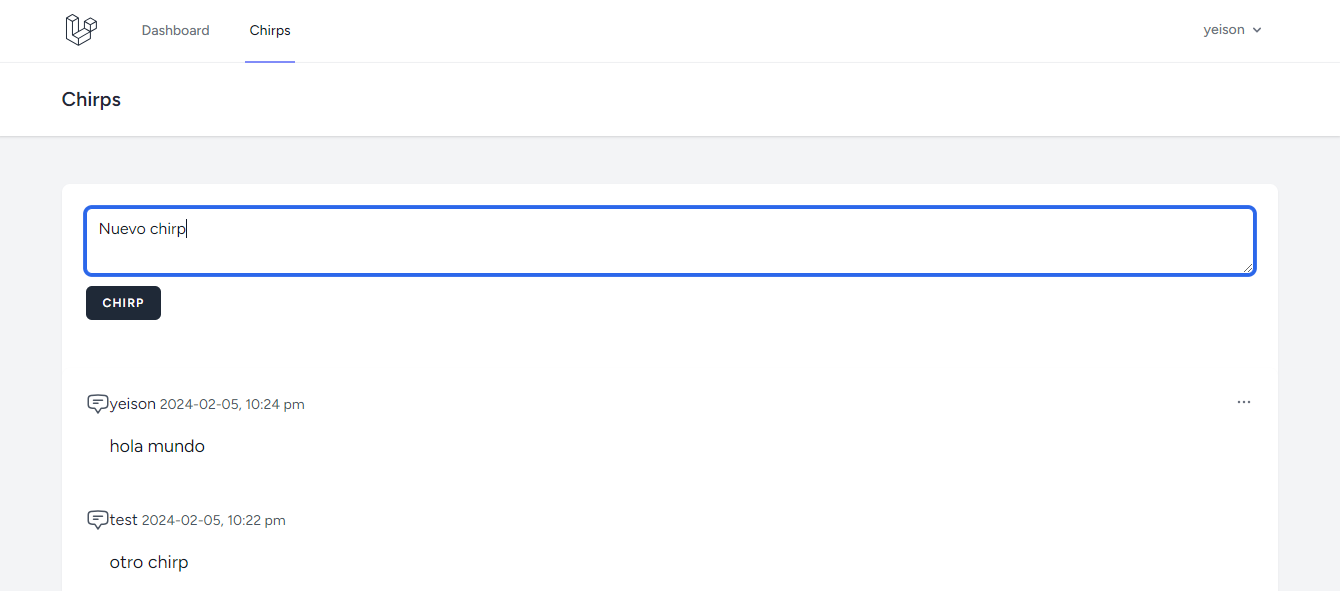 Dashboard Chirps yeison
Chirps
Nuevo chirp
CHIRP
yeison 2024-02-05, 10:24 pm ...
hola mundo
test 2024-02-05, 10:22 pm
otro chirp